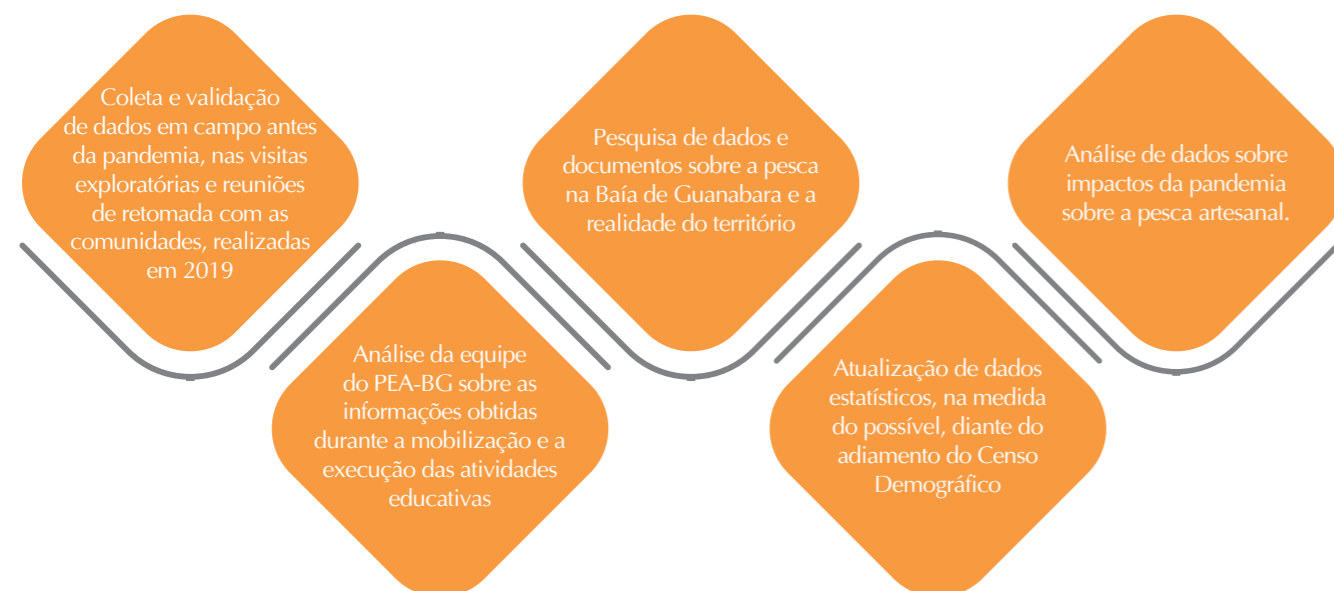 Coleta e validação
de dados em campo antes
da pandemia, nas visitas
exploratórias e reuniões
de retomada com as
comunidades, realizadas
em 2019
Análise da equipe
do PEA-BG sobre as
informações obtidas
durante a mobilização e a
execução das atividades
educativas
Pesquisa de dados e
documentos sobre a pesca
na Baía de Guanabara e a
realidade do território
Atualização de dados
estatísticos, na medida
do possível, diante do
adiamento do Censo
Demográfico
Análise de dados sobre
impactos da pandemia
sobre a pesca artesanal.